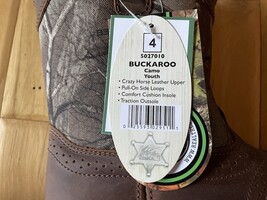 4
5027010
BUCKAROO
Camo
Youth
• Crazy Horse Leather Upper
• Pull-On Side Loops
• Comfort Cushion Insole
• Traction Outsole